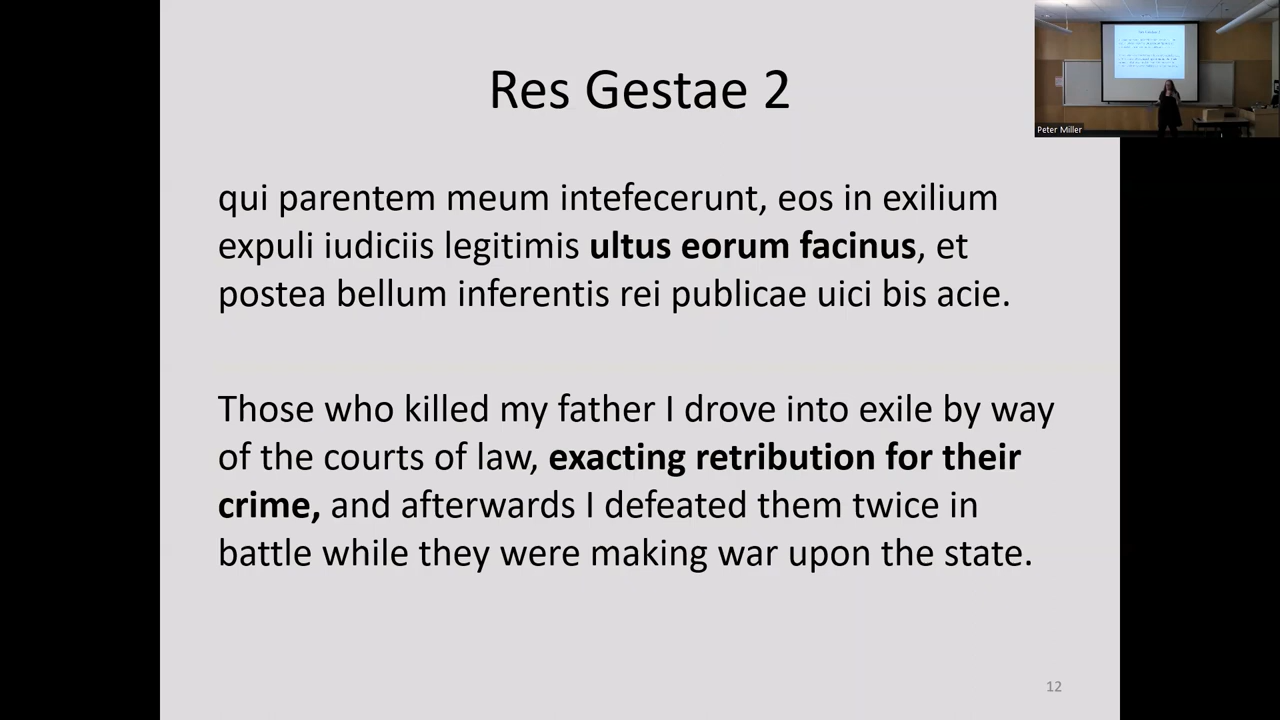 Res Gestae 2
Peter Miller
qui parentem meum intefecerunt, eos in exilium
expuli iudiciis legitimis ultus eorum facinus, et
postea bellum inferentis rei publicae uici bis acie.
Those who killed my father I drove into exile by way
of the courts of law, exacting retribution for their
crime, and afterwards I defeated them twice in
battle while they were making war upon the state.
12